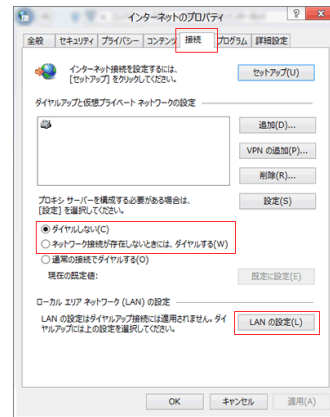 インターネットのプロパティ
? ×
全般 セキュリティ プライバシー コンテンツ 接続 プログラム 詳細設定
インターネット接続を設定するには、
[セットアップ] をクリックしてください。
セットアップ(U)
ダイヤルアップと仮想プライベート ネットワークの設定
追加(D)...
VPN の追加(P)...
削除(R)...
プロキシ サーバーを構成する必要がある場合は、
[設定] を選択してください。
設定(S)
ダイヤルしない(C)
ネットワーク接続が存在しないときには、ダイヤルする(W)
通常の接続でダイヤルする(O)
現在の既定値:
既定に設定(E)
ローカル エリア ネットワーク (LAN) の設定
LAN の設定はダイヤルアップ接続には適用されません。ダイ
ヤルアップには上の設定を選択してください。
LAN の設定(L)
OK キャンセル 適用(A)